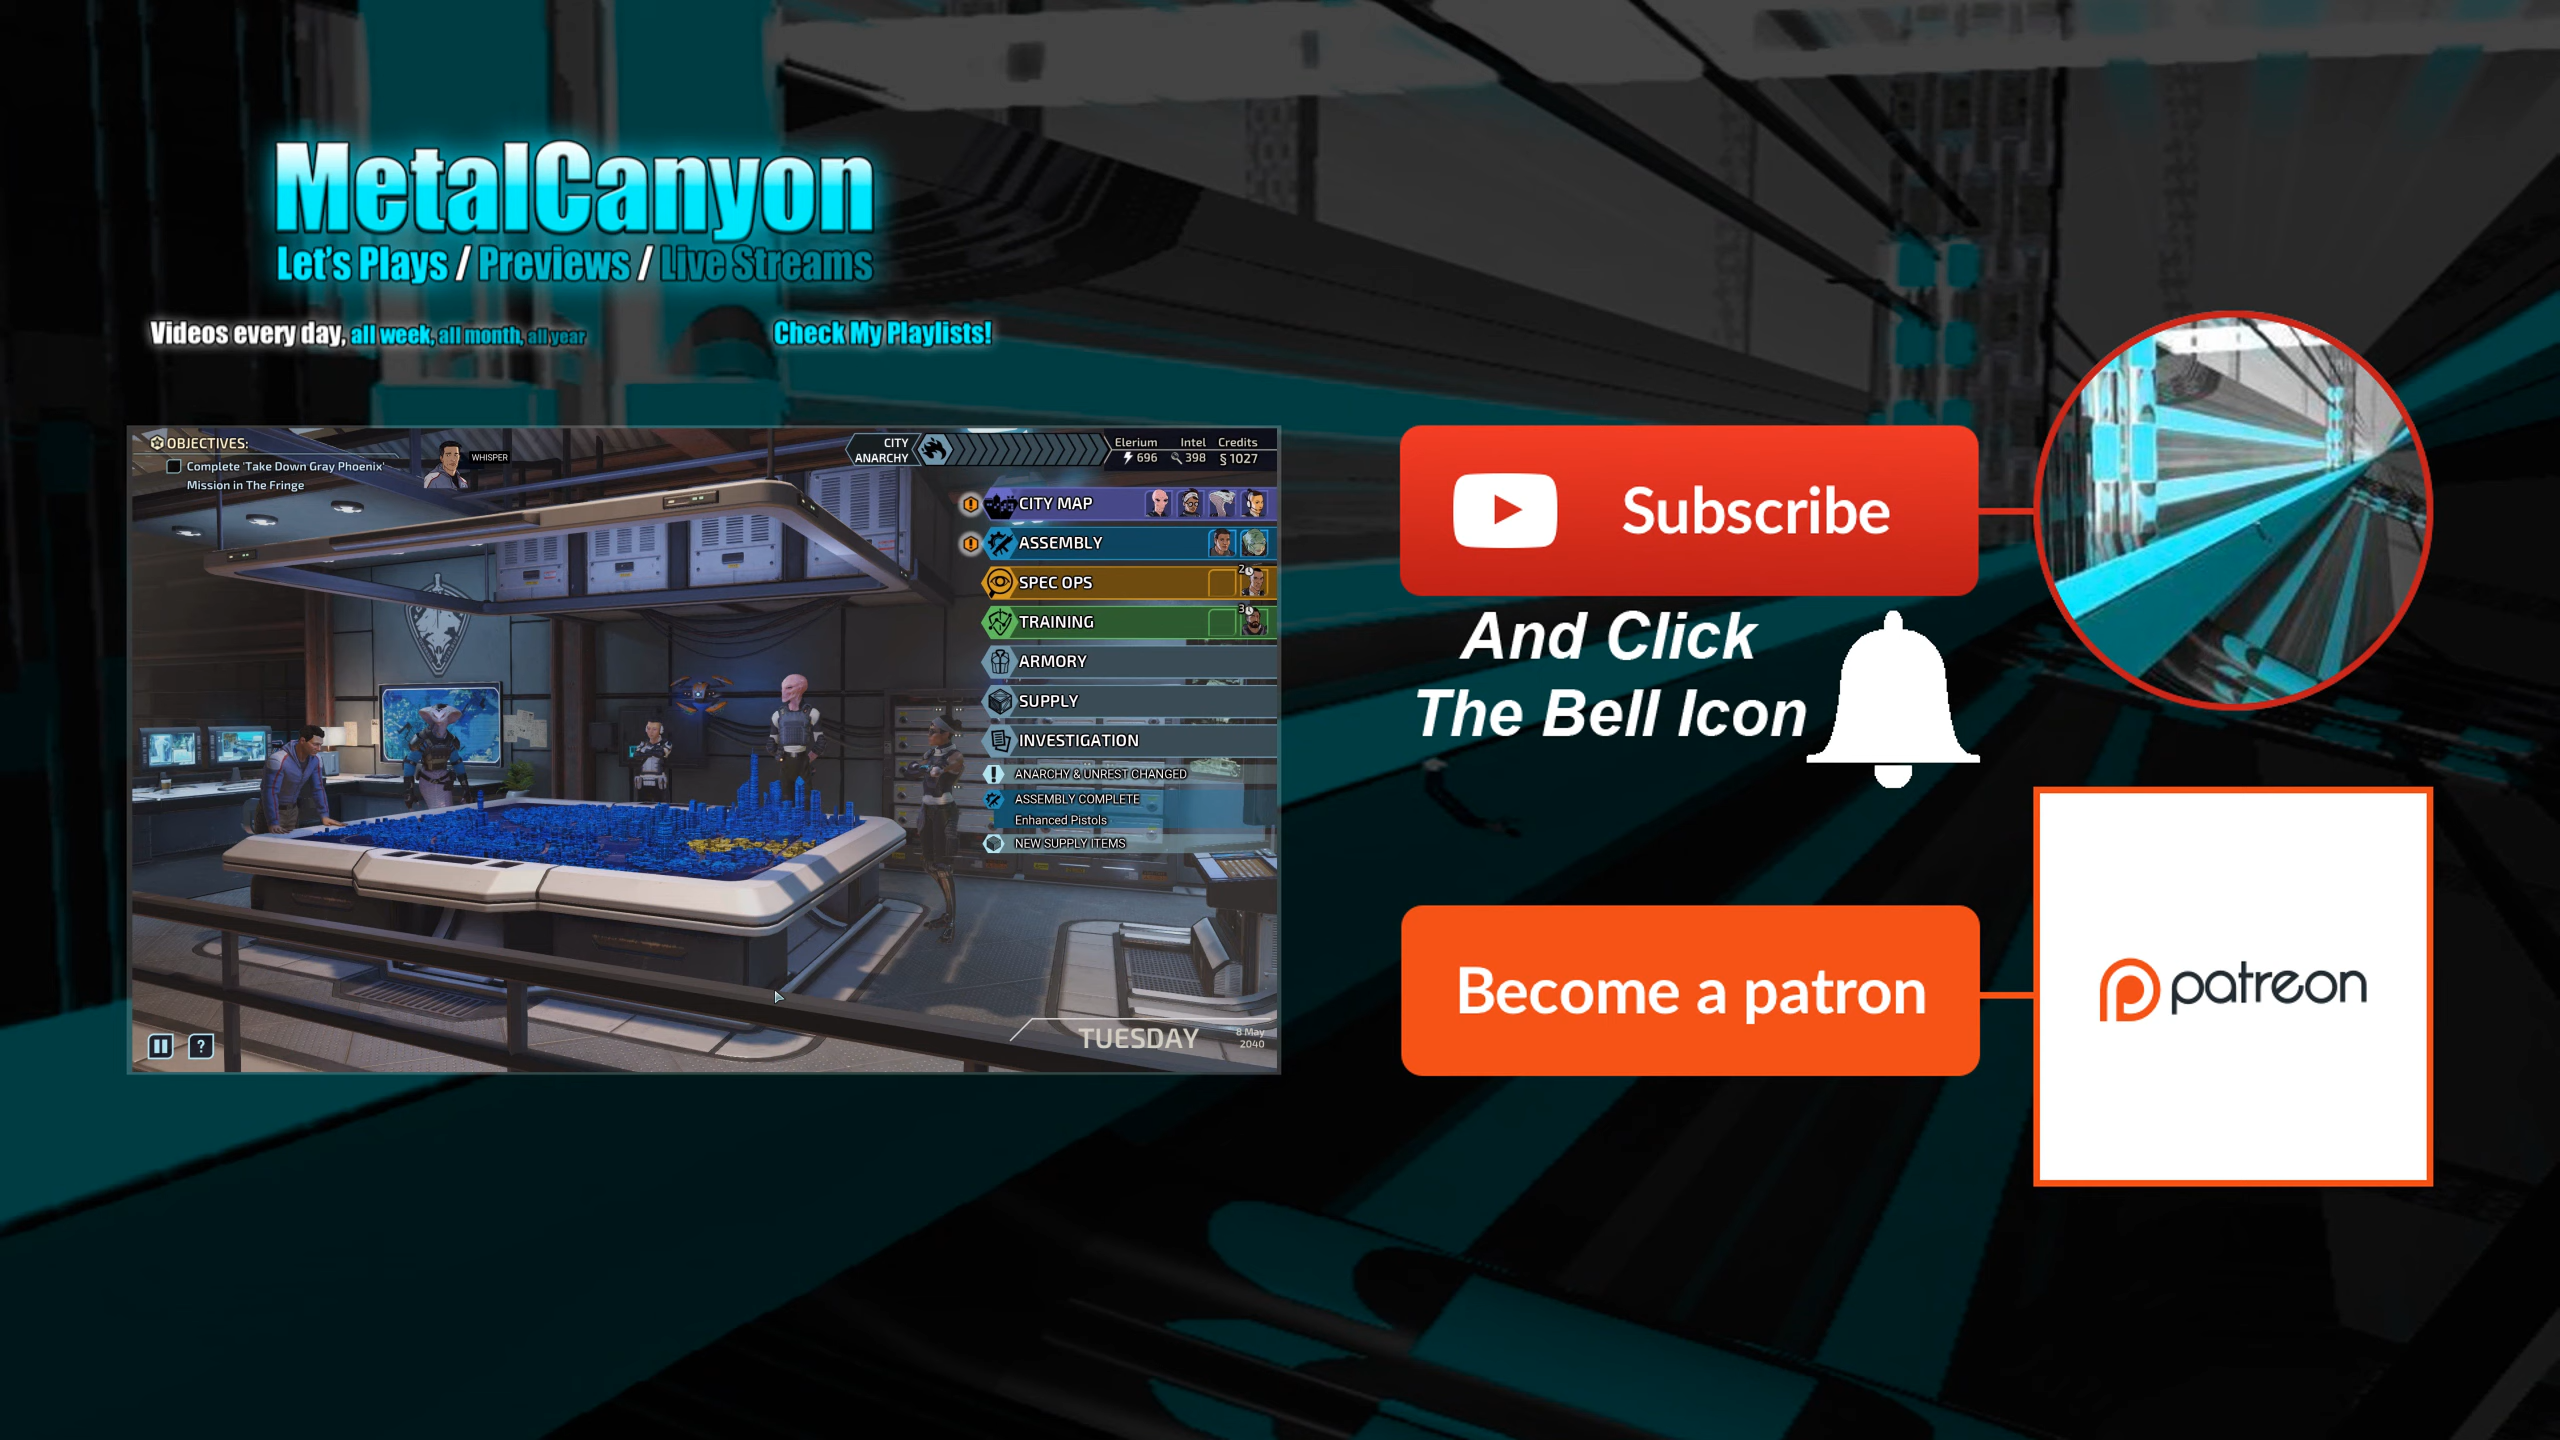 MetalCanyon
Let's Plays / Previews / Live Streams
Videos every day, all week, all month, all year
Check My Playlists!
OBJECTIVES:
Complete 'Take Down Gray Phoenix'
Mission in The Fringe
WHISPER
CITY
ANARCHY
Elerium Intel Credits
696 398 § 1027
CITY MAP
ASSEMBLY
SPEC OPS 2
TRAINING 3
ARMORY
SUPPLY
INVESTIGATION
ANARCHY & UNREST CHANGED
ASSEMBLY COMPLETE
Enhanced Pistols
NEW SUPPLY ITEMS
?
TUESDAY
8 May
2040
Subscribe
And Click
The Bell Icon
Become a patron
patreon